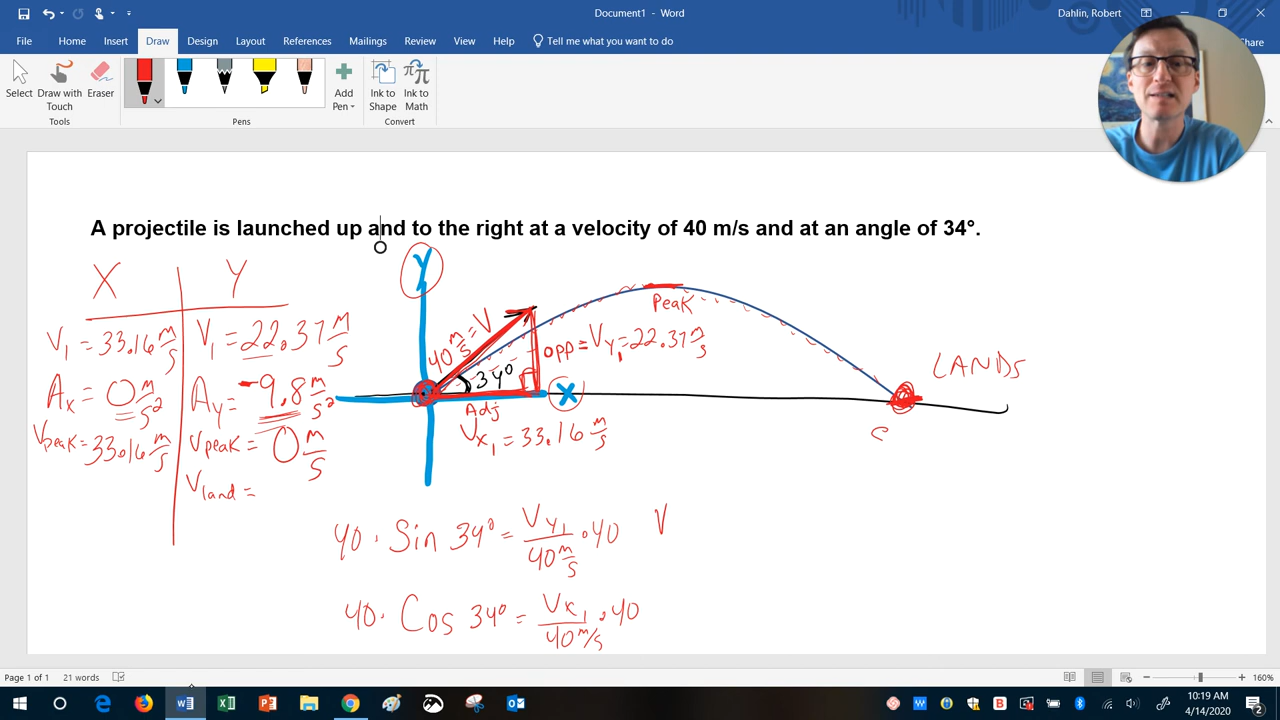 Document1 - Word
Dahlin, Robert
File Home Insert Draw Design Layout References Mailings Review View Help Tell me what you want to do
Share
Select
Draw with Touch
Eraser
Add Pen
Ink to Shape
Ink to Math
Tools
Pens
Convert
A projectile is launched up and to the right at a velocity of 40 m/s and at an angle of 34°.
X Y
V1 = 33.16 m/s
V1 = 22.37 m/s
Ax = 0 m/s²
Ay = -9.8 m/s²
Vpeak = 33.16 m/s
Vpeak = 0 m/s
Vland =
Y
40 m/s = V
34°
opp = Vy1 = 22.37 m/s
Peak
LANDS
X
Adj
Vx1 = 33.16 m/s
40 · Sin 34° = Vy1/40 m/s · 40
V
40 · Cos 34° = Vx1/40 m/s · 40
Page 1 of 1 21 words
160%
10:19 AM
4/14/2020
2